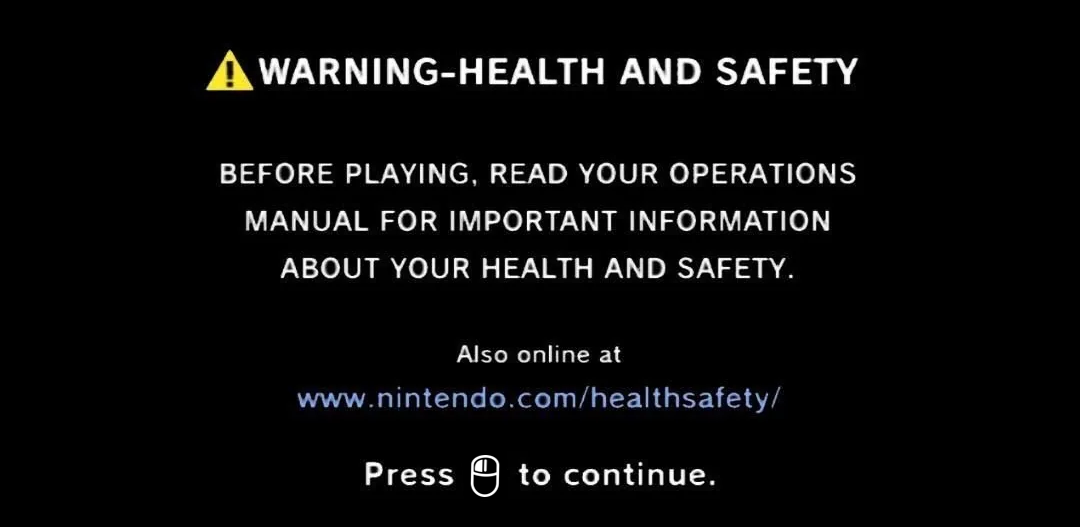 WARNING-HEALTH AND SAFETY
BEFORE PLAYING, READ YOUR OPERATIONS
MANUAL FOR IMPORTANT INFORMATION
ABOUT YOUR HEALTH AND SAFETY.
Also online at
www.nintendo.com/healthsafety/
Press to continue.